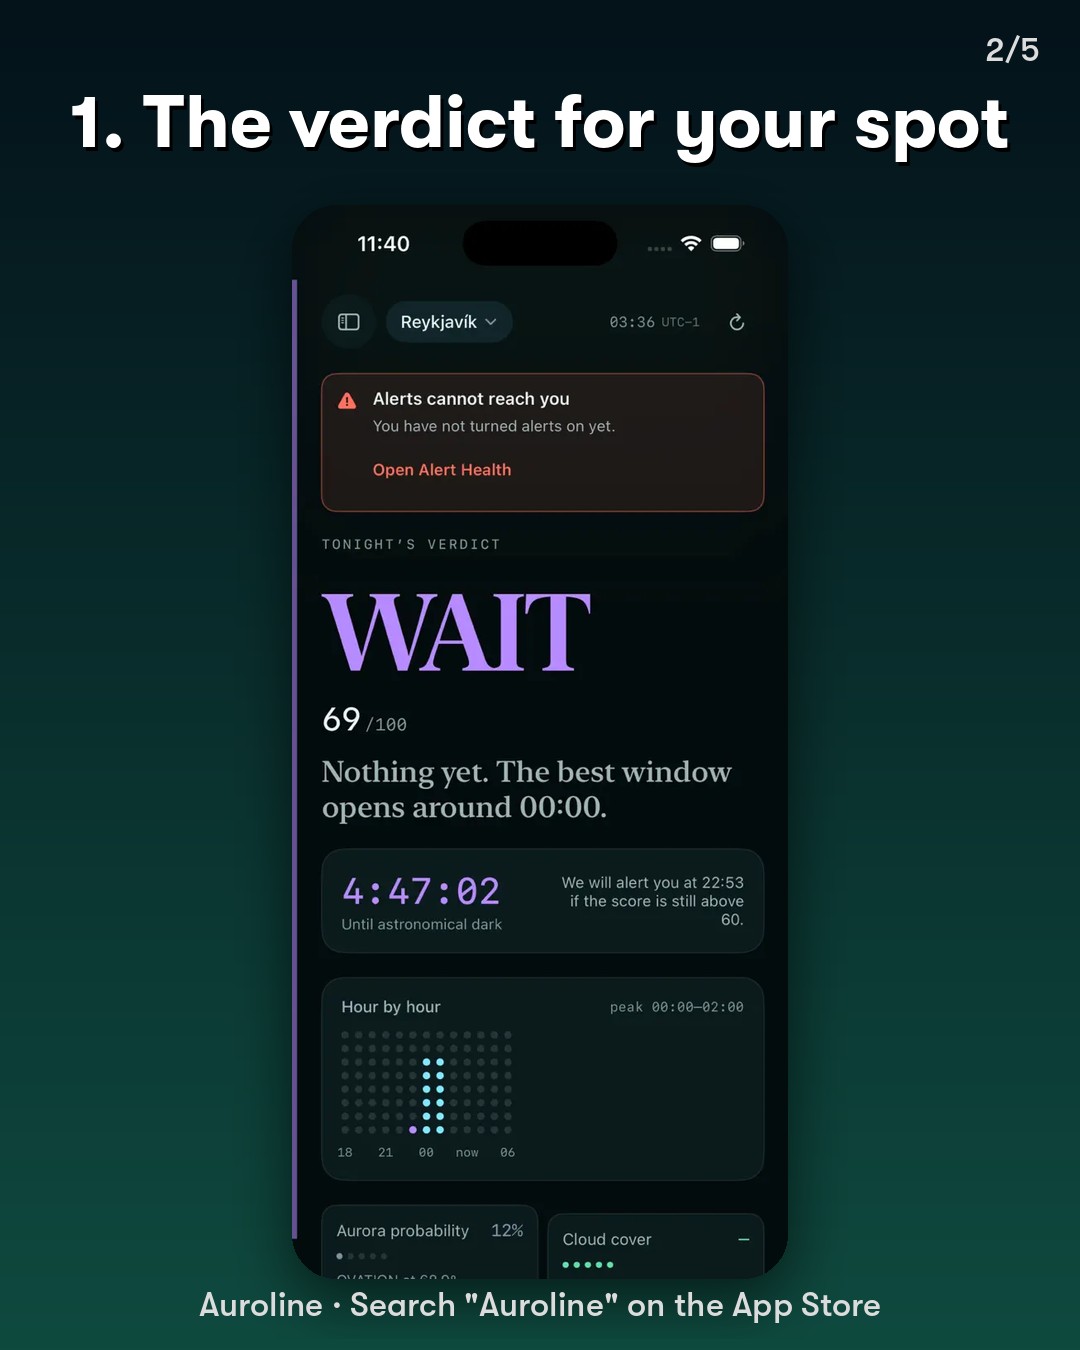 2/5
1. The verdict for your spot
11:40
Reykjavík
03:36 UTC−1
Alerts cannot reach you
You have not turned alerts on yet.
Open Alert Health
TONIGHT'S VERDICT
WAIT
69 /100
Nothing yet. The best window
opens around 00:00.
4:47:02
Until astronomical dark
We will alert you at 22:53
if the score is still above
60.
Hour by hour
peak 00:00–02:00
18 21 00 now 06
Aurora probability 12%
Cloud cover –
Auroline · Search "Auroline" on the App Store